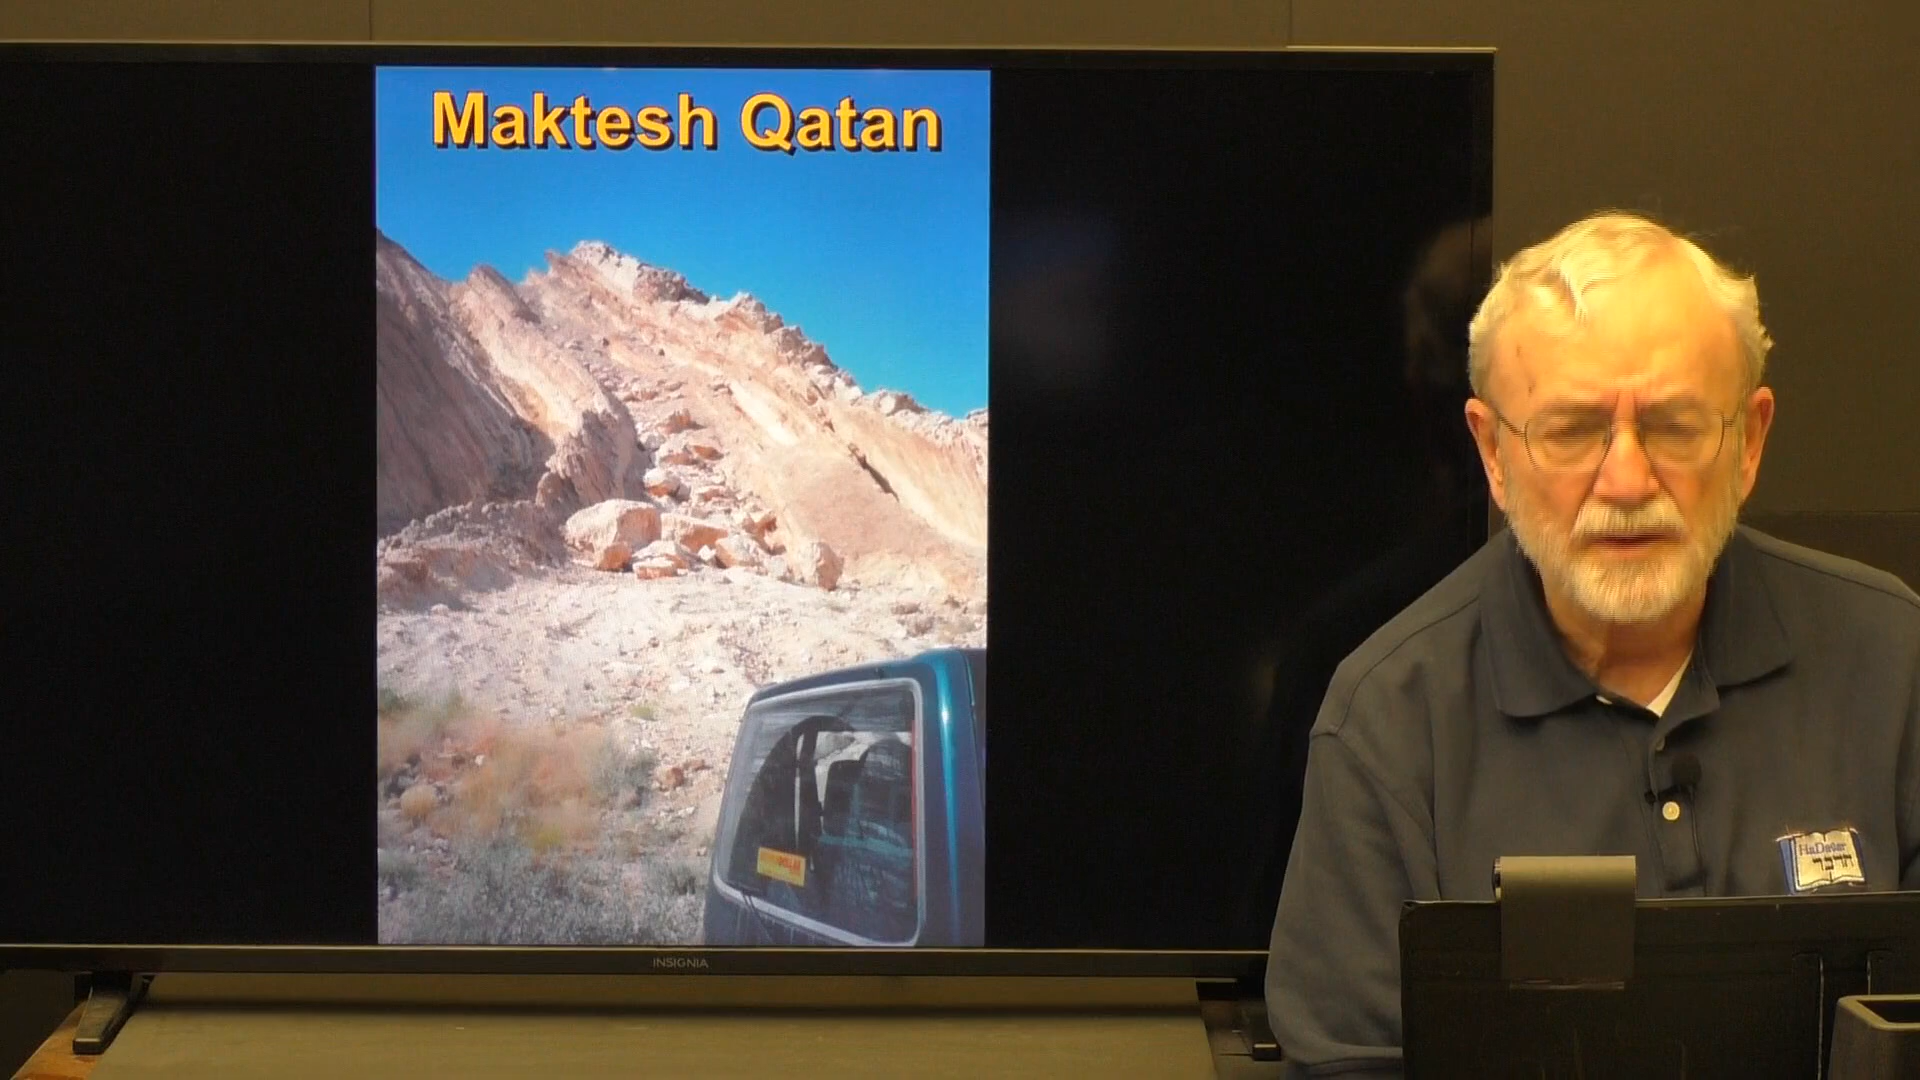 Maktesh Qatan
INSIGNIA
HaDavar
הדבר